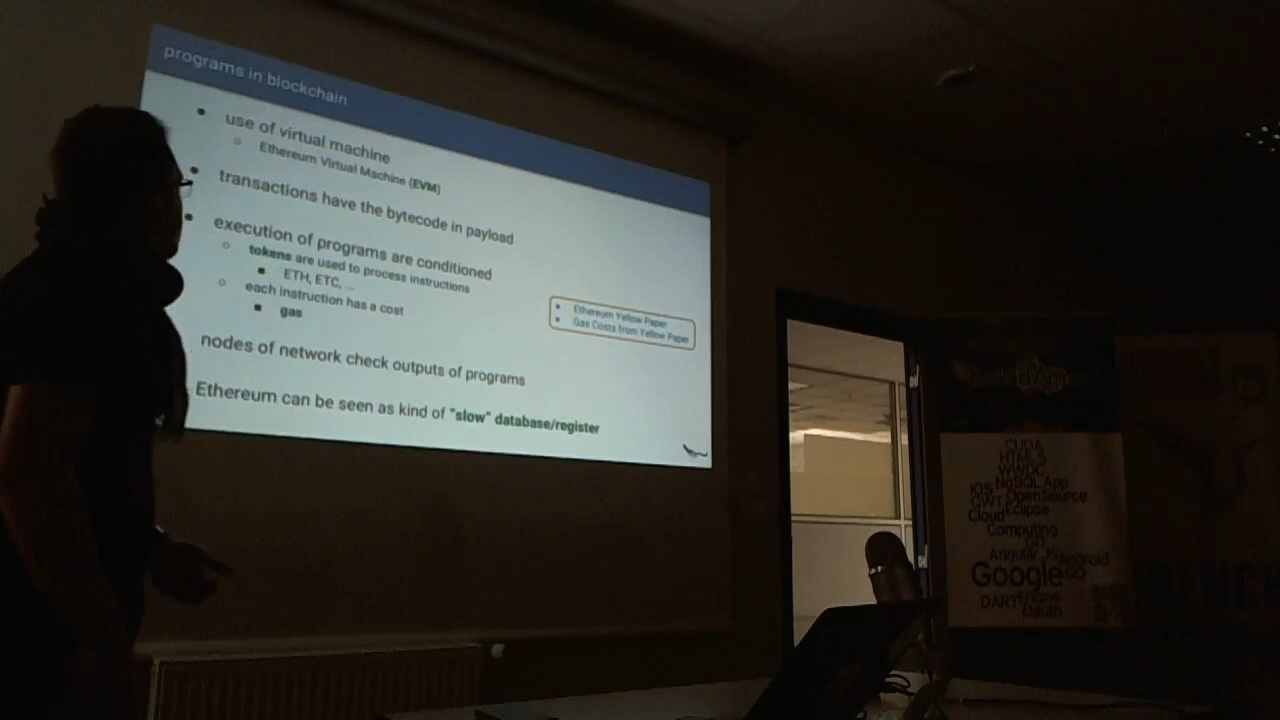 programs in blockchain
use of virtual machine
Ethereum Virtual Machine (EVM)
transactions have the bytecode in payload
execution of programs are conditioned
tokens are used to process instructions
ETH, ETC, ...
each instruction has a cost
gas
nodes of network check outputs of programs
Ethereum can be seen as kind of "slow" database/register
Ethereum Yellow Paper
Gas Costs from Yellow Paper
CUDA
HTML5
WWDC
NoSQL App
iOS
GWT OpenSource
Cloud Eclipse
Computing
Git
Angular.JS Android
Google GO
DART